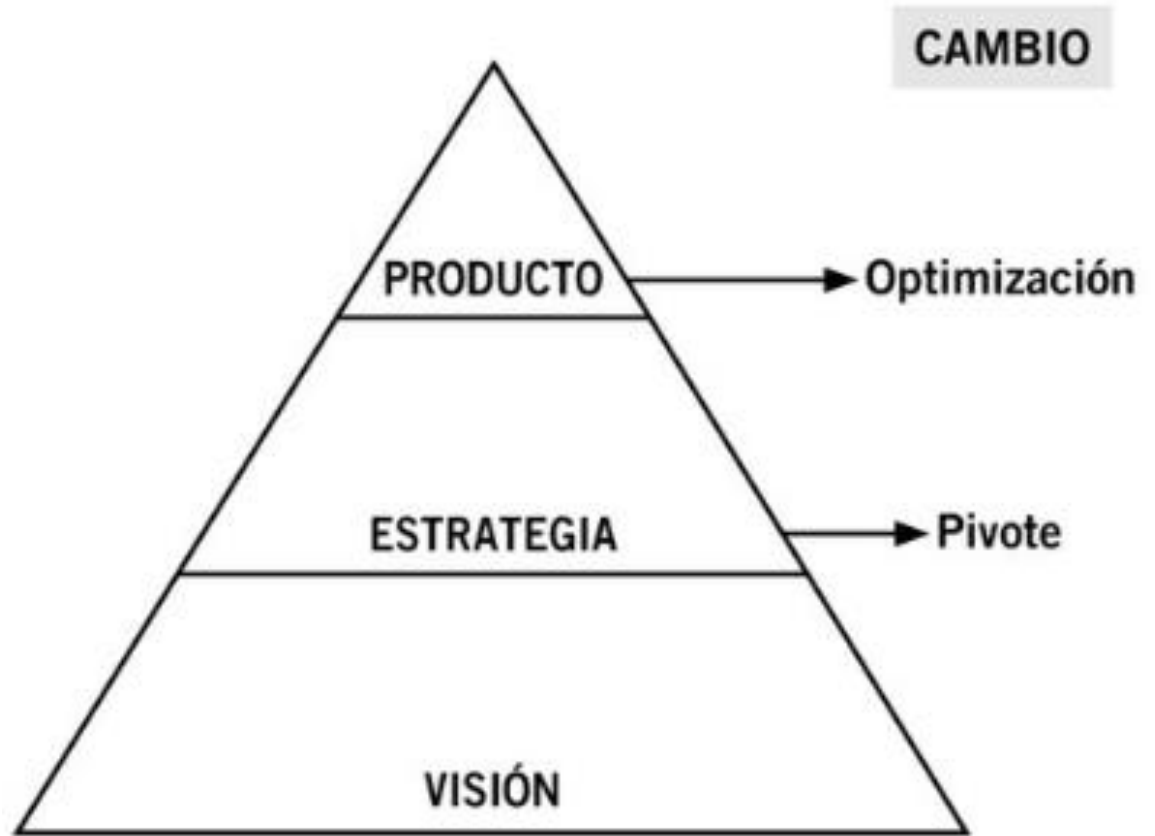 CAMBIO
PRODUCTO
Optimización
ESTRATEGIA
Pivote
VISIÓN